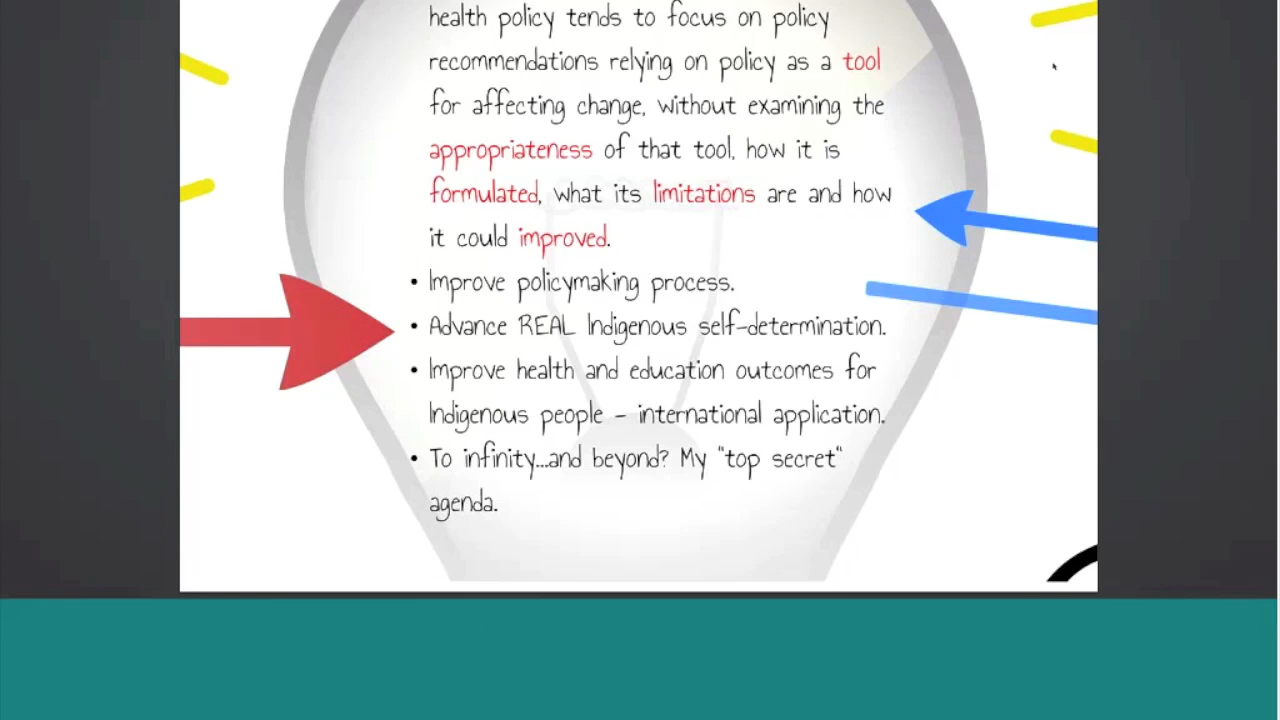 health policy tends to focus on policy
recommendations relying on policy as a tool
for affecting change, without examining the
appropriateness of that tool, how it is
formulated, what its limitations are and how
it could improved.
• Improve policymaking process.
• Advance REAL Indigenous self-determination.
• Improve health and education outcomes for
Indigenous people - international application.
• To infinity...and beyond? My "top secret"
agenda.